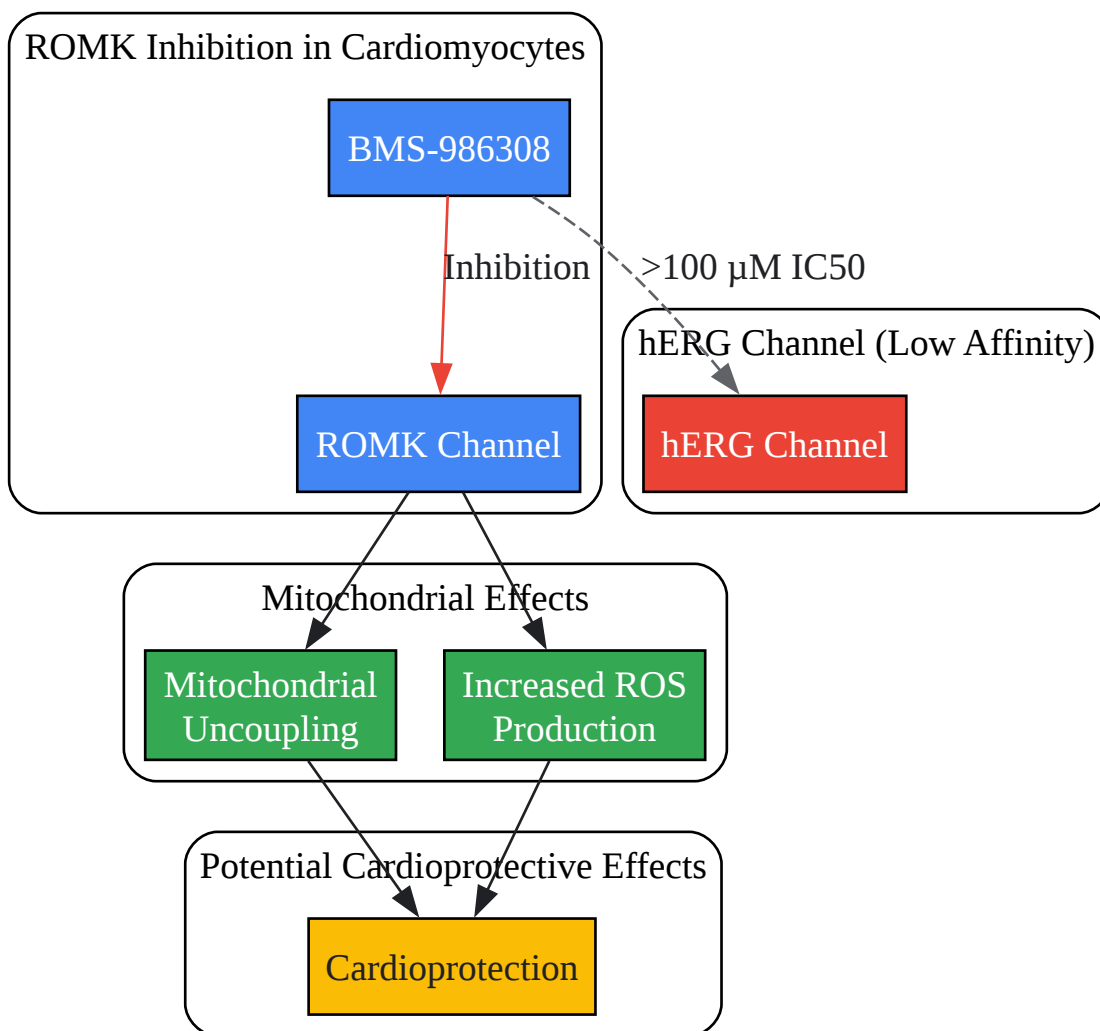 ROMK Inhibition in Cardiomyocytes
BMS-986308
Inhibition
>100 µM IC50
hERG Channel (Low Affinity)
ROMK Channel
hERG Channel
Mitochondrial Effects
Mitochondrial
Uncoupling
Increased ROS
Production
Potential Cardioprotective Effects
Cardioprotection